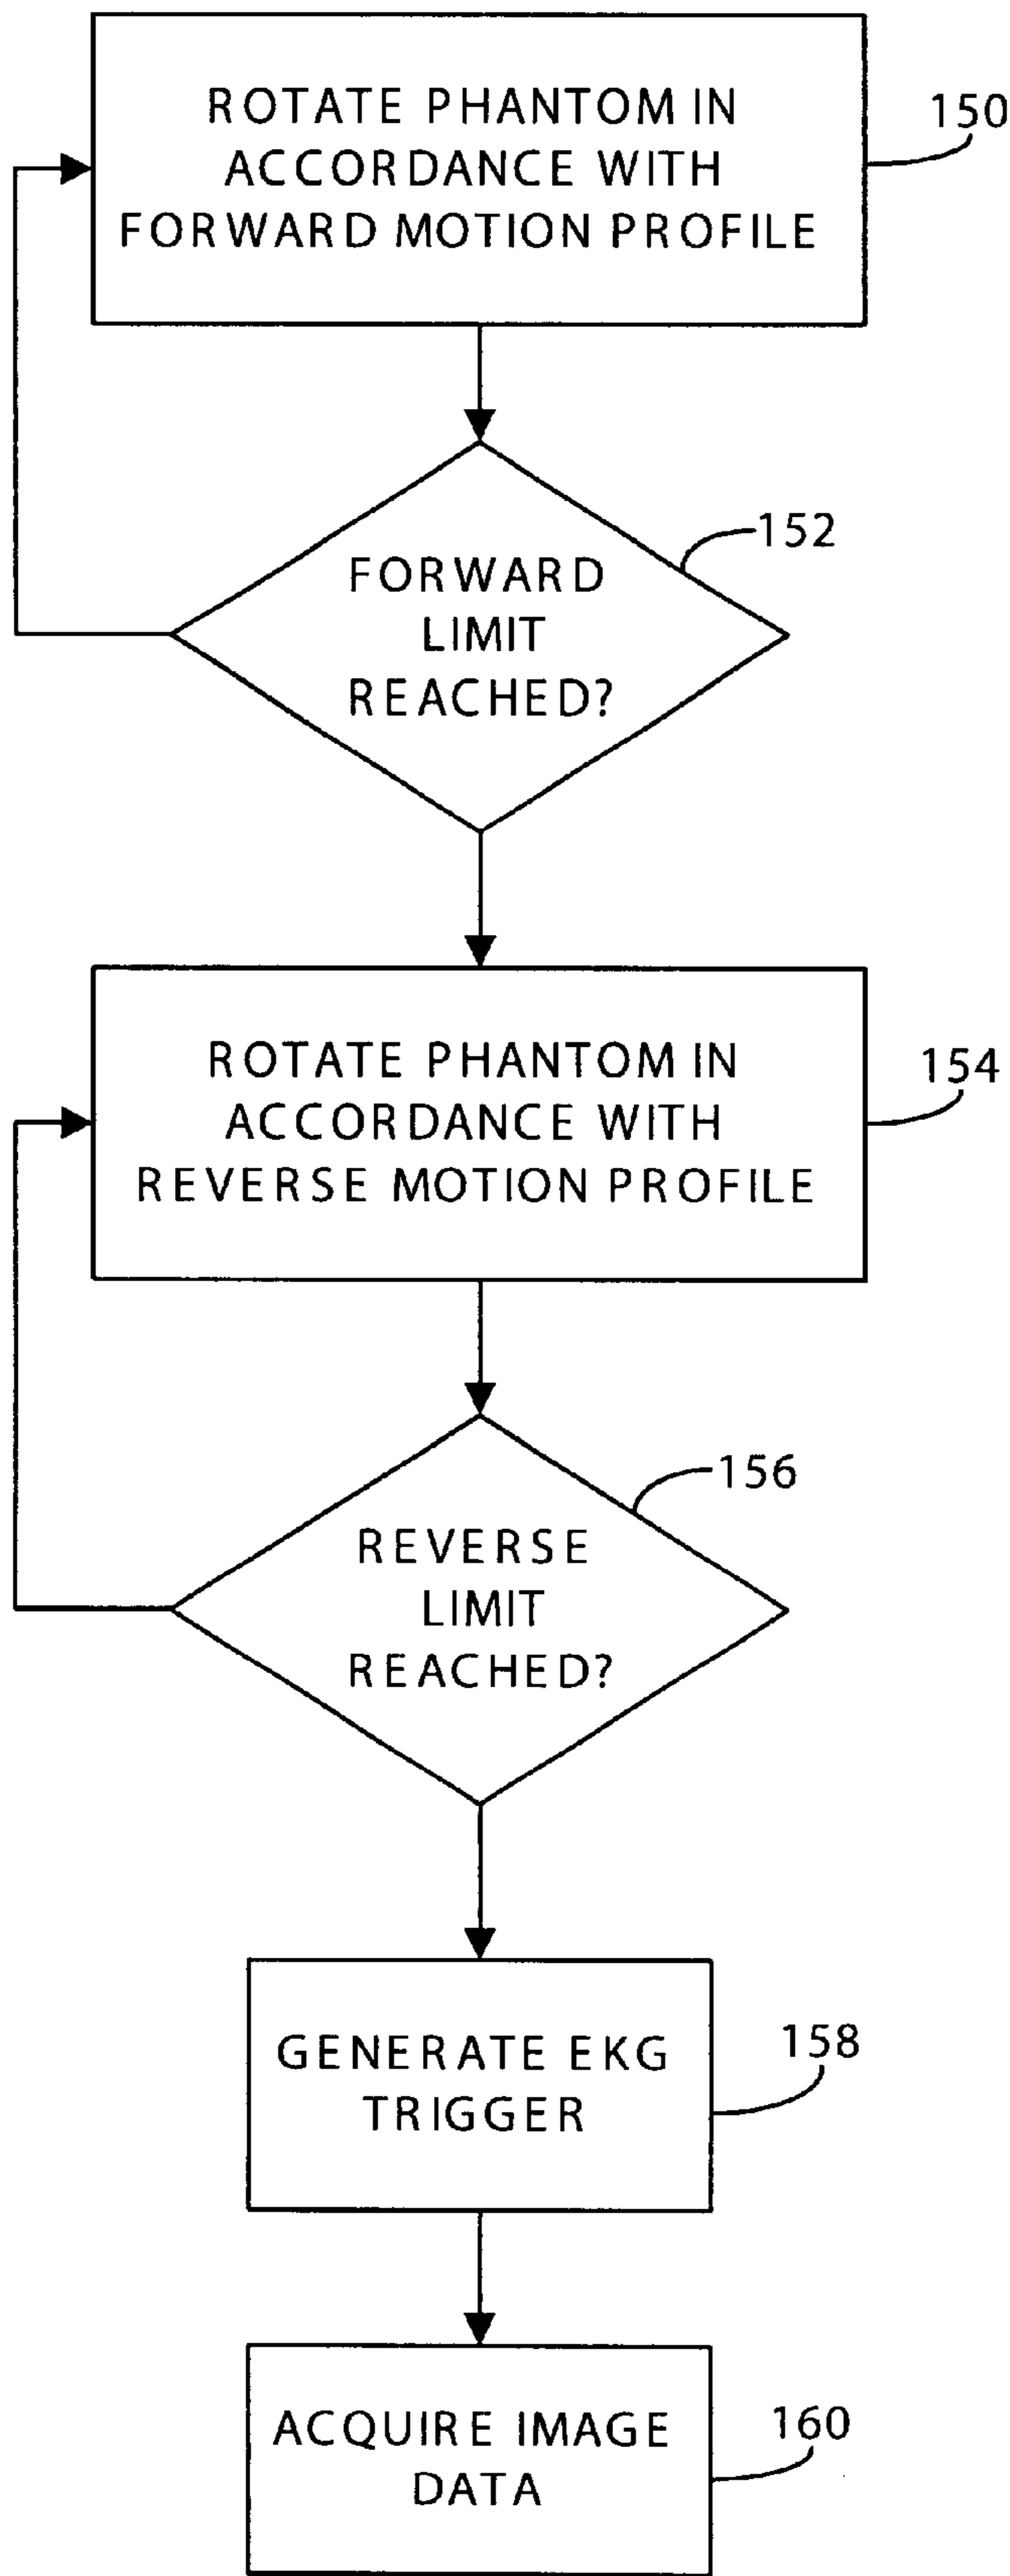 ROTATE PHANTOM IN
ACCORDANCE WITH
FORWARD MOTION PROFILE
150
152
FORWARD
LIMIT
REACHED?
ROTATE PHANTOM IN
ACCORDANCE WITH
REVERSE MOTION PROFILE
154
156
REVERSE
LIMIT
REACHED?
GENERATE EKG
TRIGGER
158
ACQUIRE IMAGE
DATA
160